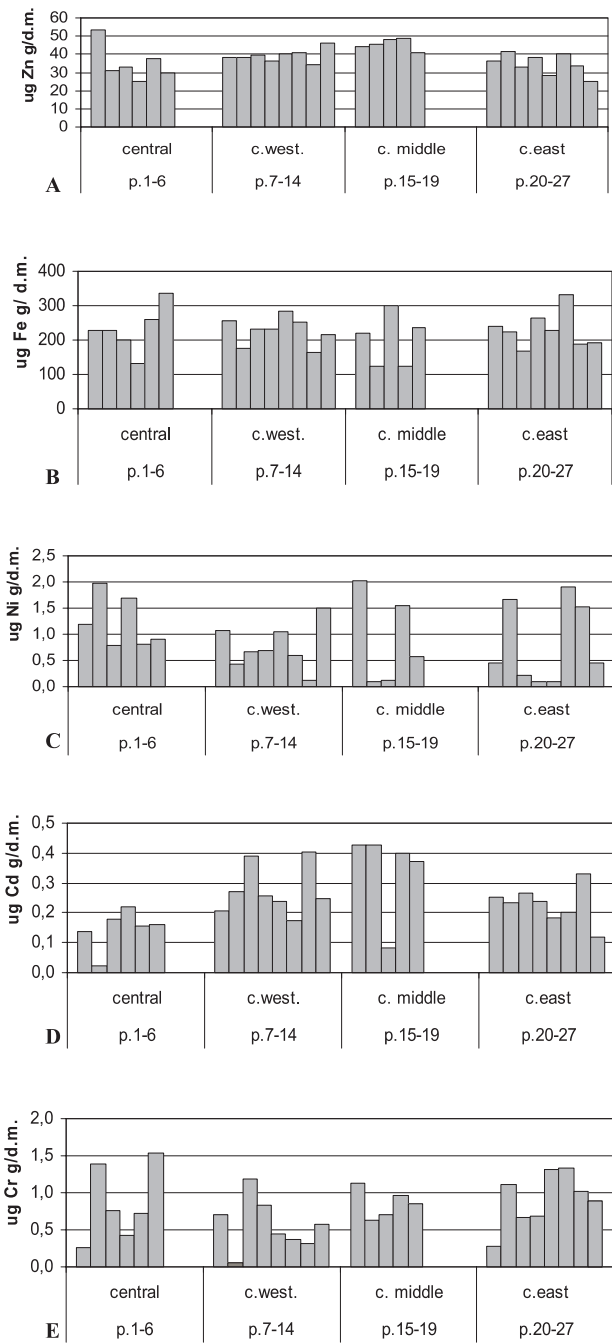 ug Zn g/d.m.
60
50
40
30
20
10
0
central c.west. c. middle c.east
p.1-6 p.7-14 p.15-19 p.20-27
A
ug Fe g/ d.m.
400
300
200
100
0
central c.west. c. middle c.east
p.1-6 p.7-14 p.15-19 p.20-27
B
ug Ni g/d.m.
2,5
2,0
1,5
1,0
0,5
0,0
central c.west. c. middle c.east
p.1-6 p.7-14 p.15-19 p.20-27
C
ug Cd g/d.m.
0,5
0,4
0,3
0,2
0,1
0,0
central c.west. c. middle c.east
p.1-6 p.7-14 p.15-19 p.20-27
D
ug Cr g/d.m.
2,0
1,5
1,0
0,5
0,0
central c.west. c. middle c.east
p.1-6 p.7-14 p.15-19 p.20-27
E